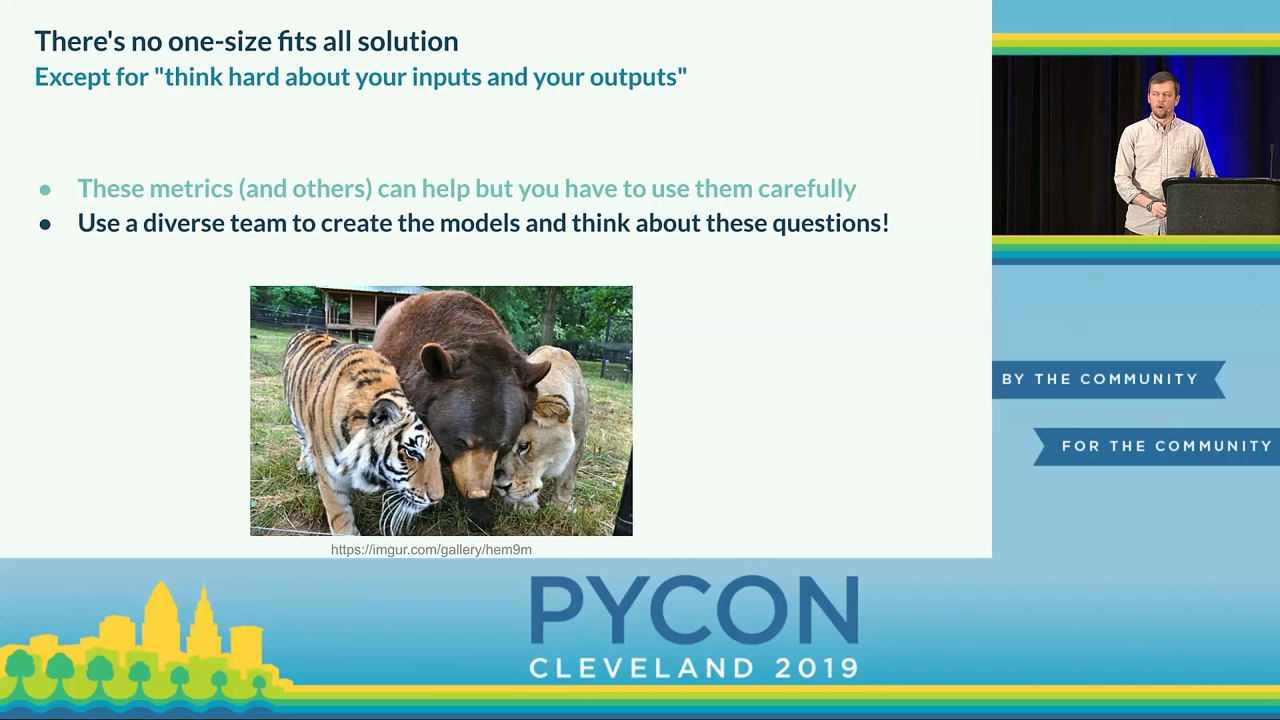 There's no one-size fits all solution
Except for "think hard about your inputs and your outputs"
● These metrics (and others) can help but you have to use them carefully
● Use a diverse team to create the models and think about these questions!
https://imgur.com/gallery/hem9m
BY THE COMMUNITY
FOR THE COMMUNITY
PYCON
CLEVELAND 2019